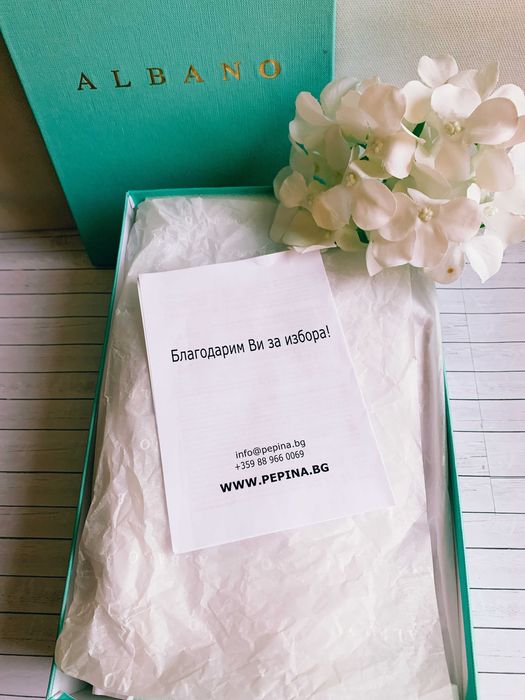 ALBANO
Благодарим Ви за избора!
info@pepina.bg
+359 88 966 0069
WWW.PEPINA.BG